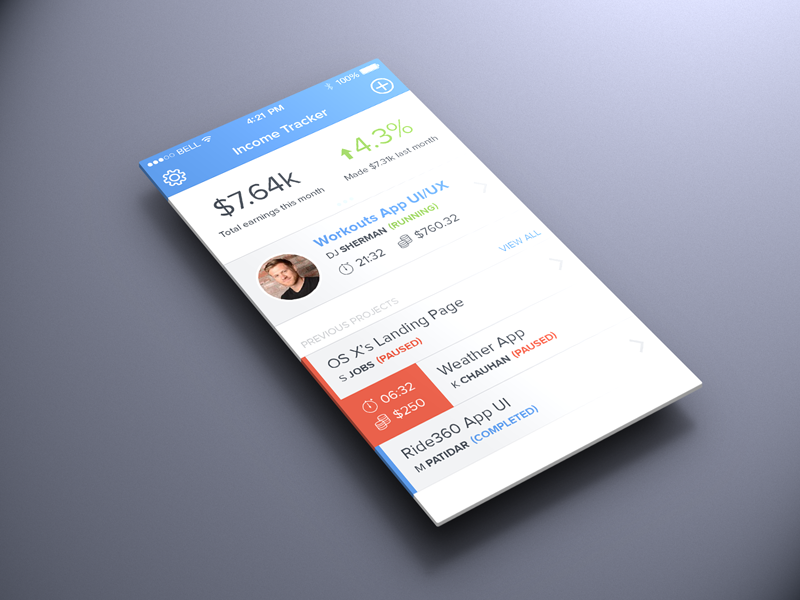 BELL 4:21 PM 100%
Income Tracker
$7.64k
Total earnings this month
4.3%
Made $7.31k last month
Workouts App UI/UX
DJ SHERMAN (RUNNING)
21:32 $760.32
PREVIOUS PROJECTS VIEW ALL
OS X's Landing Page
S JOBS (PAUSED)
06:32
$250
Weather App
K CHAUHAN (PAUSED)
Ride360 App UI
M PATIDAR (COMPLETED)